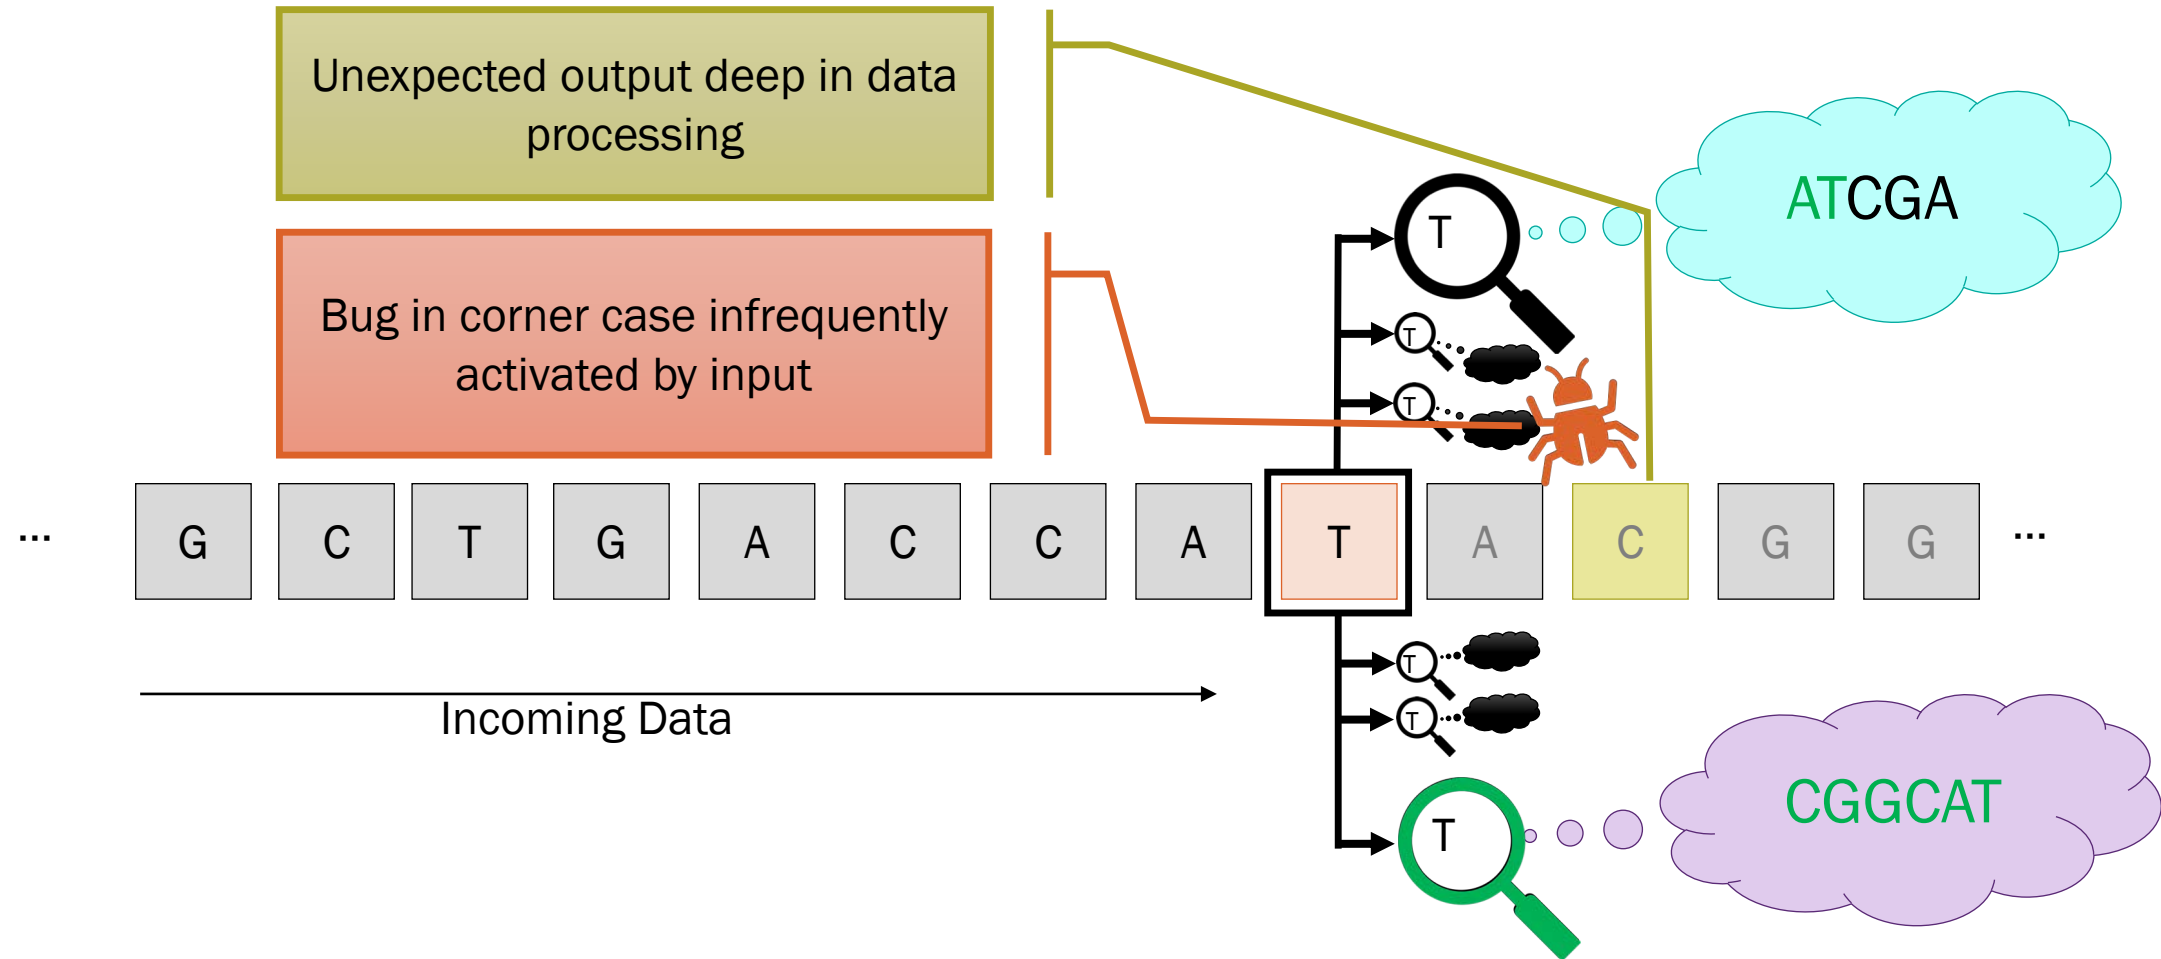 Unexpected output deep in data
processing
ATCGA
T
Bug in corner case infrequently
activated by input
T
T
... G C T G A C C A T A C G G ...
T
Incoming Data
T
CGGCAT
T